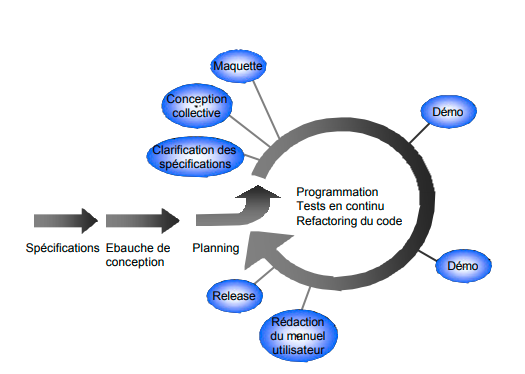 Maquette
Conception
collective
Clarification des
spécifications
Démo
Programmation
Tests en continu
Refactoring du code
Spécifications
Ebauche de
conception
Planning
Démo
Release
Rédaction
du manuel
utilisateur